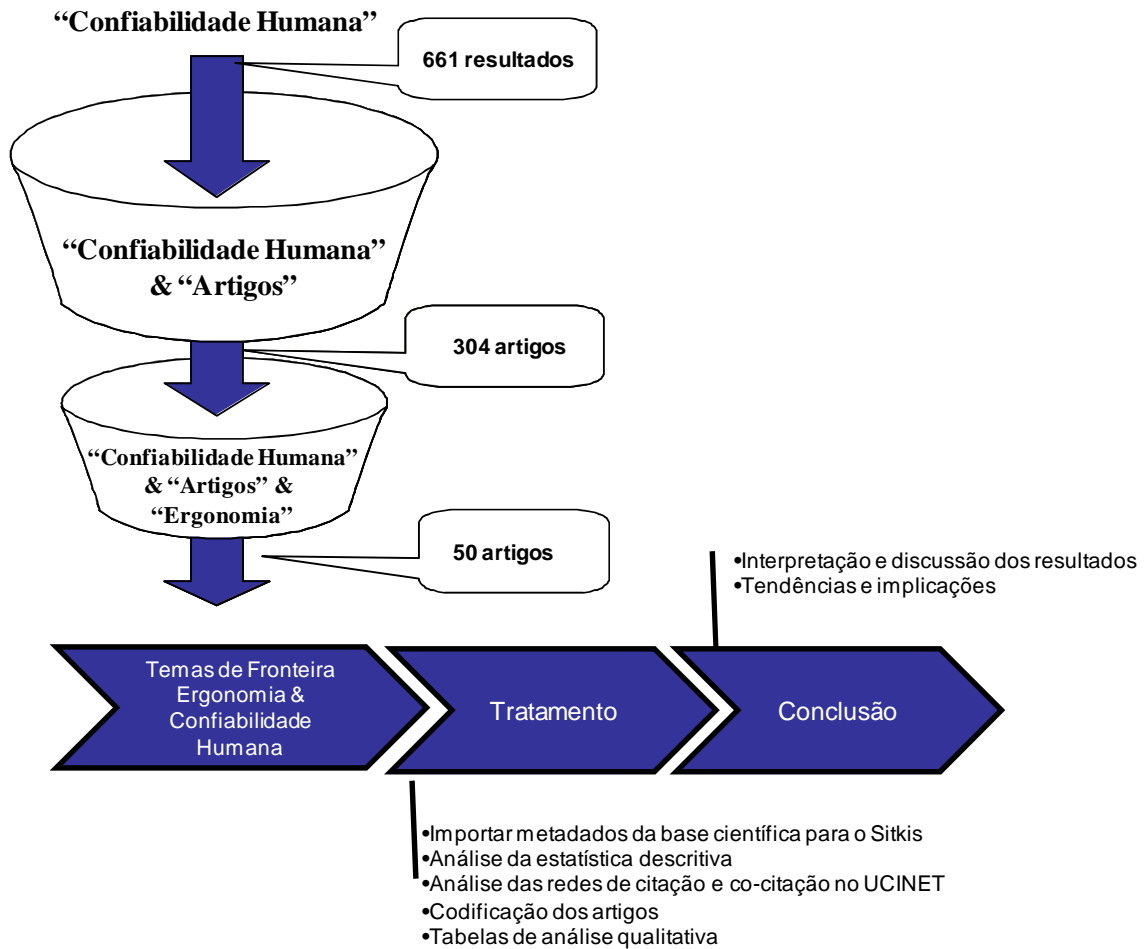 “Confiabilidade Humana”
661 resultados
“Confiabilidade Humana”
& “Artigos”
304 artigos
“Confiabilidade Humana”
& “Artigos” &
“Ergonomia”
50 artigos
•Interpretação e discussão dos resultados
•Tendências e implicações
Temas de Fronteira
Ergonomia &
Confiabilidade
Humana
Tratamento
Conclusão
•Importar metadados da base científica para o Sitkis
•Análise da estatística descritiva
•Análise das redes de citação e co-citação no UCINET
•Codificação dos artigos
•Tabelas de análise qualitativa